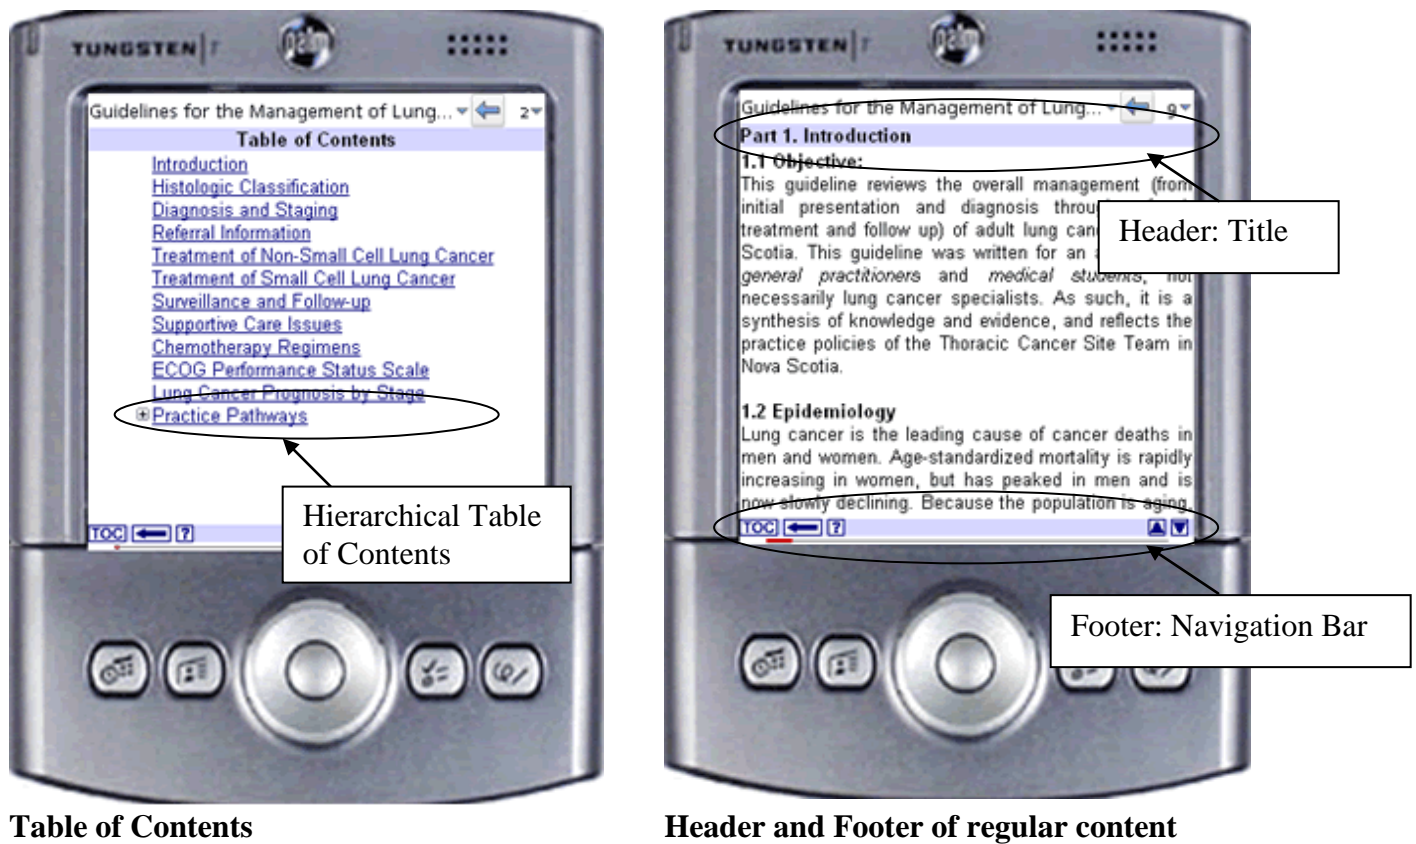 TUNGSTEN T
palm
Guidelines for the Management of Lung... 2
Table of Contents
Introduction
Histologic Classification
Diagnosis and Staging
Referral Information
Treatment of Non-Small Cell Lung Cancer
Treatment of Small Cell Lung Cancer
Surveillance and Follow-up
Supportive Care Issues
Chemotherapy Regimens
ECOG Performance Status Scale
Lung Cancer Prognosis by Stage
Practice Pathways
Hierarchical Table
of Contents
TOC ?
Table of Contents
TUNGSTEN T
palm
Guidelines for the Management of Lung... 9
Part 1. Introduction
1.1 Objective:
This guideline reviews the overall management (from
initial presentation and diagnosis
treatment and follow up) of adult lung
Scotia. This guideline was written for an
general practitioners and medical students, not
necessarily lung cancer specialists. As such, it is a
synthesis of knowledge and evidence, and reflects the
practice policies of the Thoracic Cancer Site Team in
Nova Scotia.
1.2 Epidemiology
Lung cancer is the leading cause of cancer deaths in
men and women. Age-standardized mortality is rapidly
increasing in women, but has peaked in men and is
now slowly declining. Because the population is aging,
TOC ?
Header: Title
Footer: Navigation Bar
Header and Footer of regular content